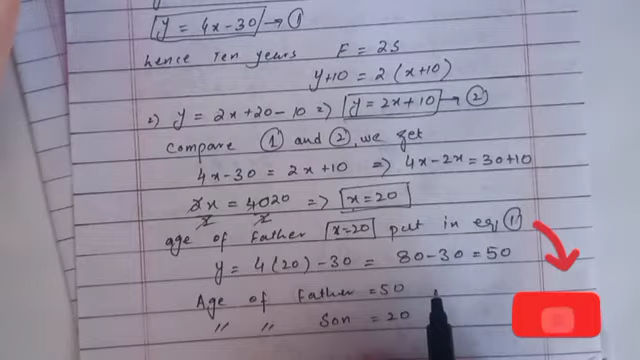 y = 4x-30 → ①
hence Ten years F = 2S
y+10 = 2(x+10)
⇒ y = 2x+20-10 ⇒ y = 2x+10 → ②
compare ① and ②, we get
4x-30 = 2x+10 ⇒ 4x-2x = 30+10
2x = 4020 ⇒ x=20
age of Father x=20 put in eq ①
y = 4(20)-30 = 80-30 = 50
Age of Father = 50
" " Son = 20